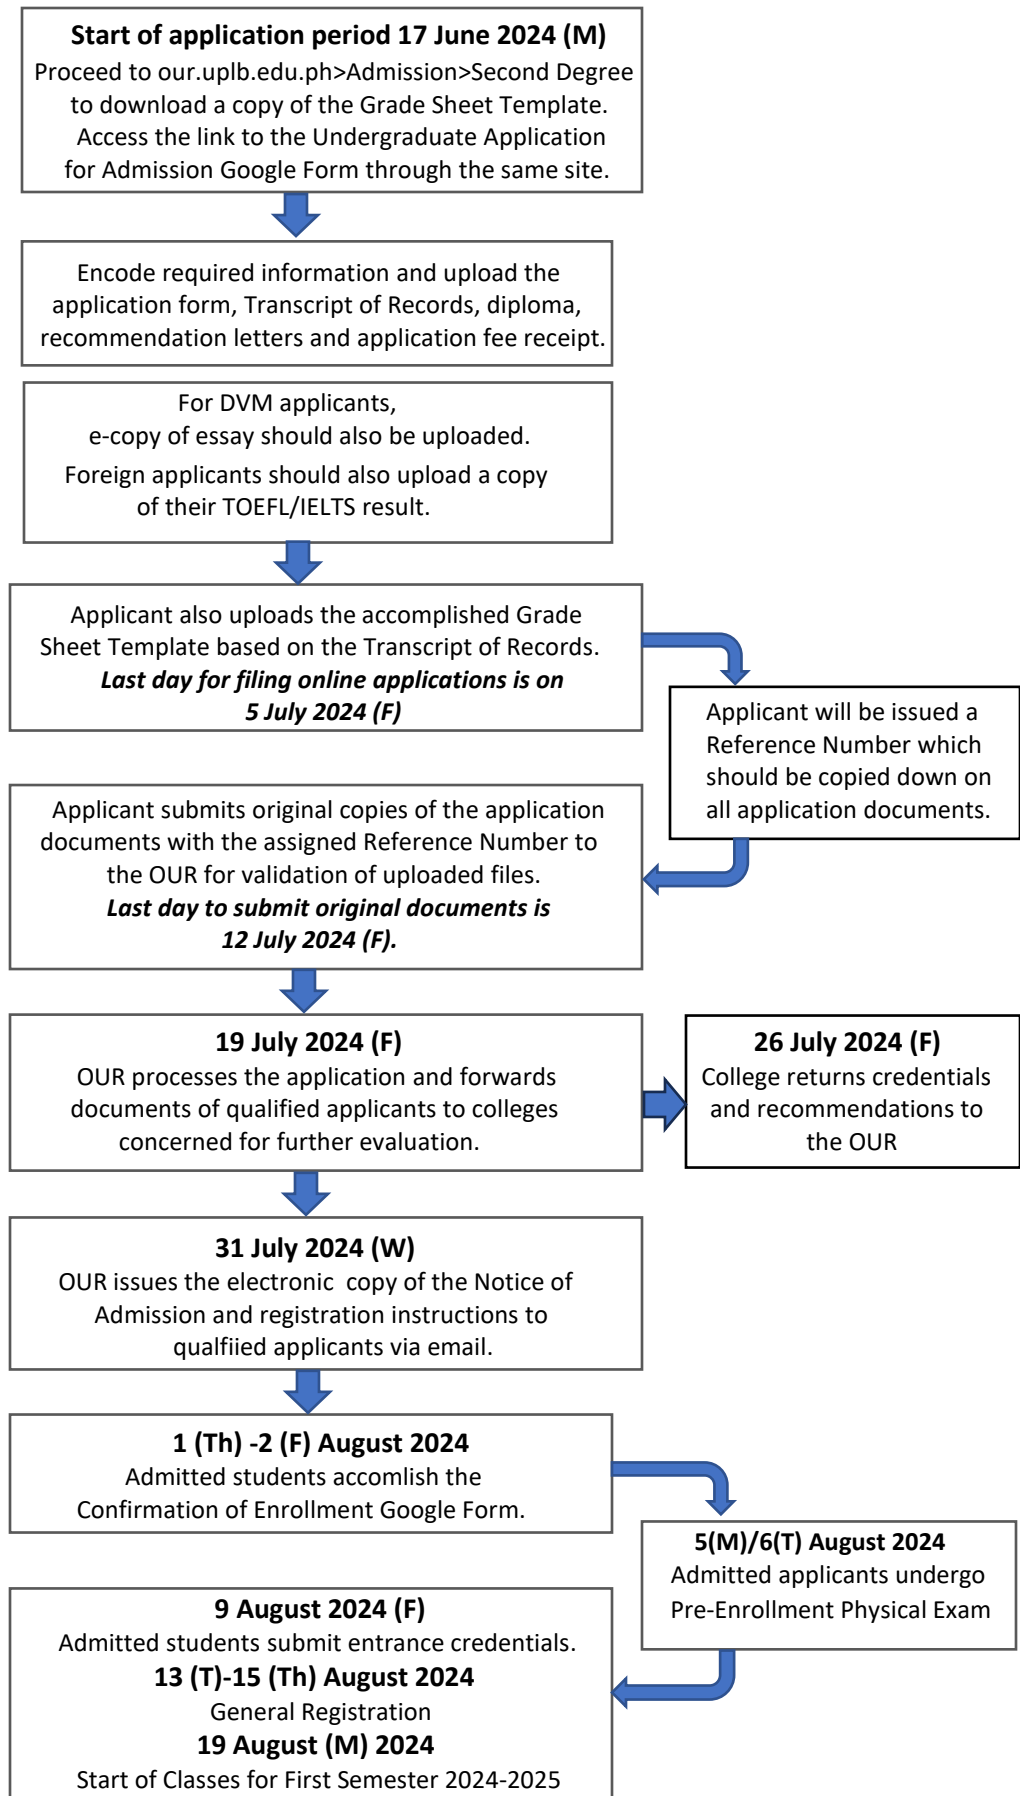 Start of application period 17 June 2024 (M)
Proceed to our.uplb.edu.ph>Admission>Second Degree
to download a copy of the Grade Sheet Template.
Access the link to the Undergraduate Application
for Admission Google Form through the same site.
Encode required information and upload the
application form, Transcript of Records, diploma,
recommendation letters and application fee receipt.
For DVM applicants,
e-copy of essay should also be uploaded.
Foreign applicants should also upload a copy
of their TOEFL/IELTS result.
Applicant also uploads the accomplished Grade
Sheet Template based on the Transcript of Records.
Last day for filing online applications is on
5 July 2024 (F)
Applicant will be issued a
Reference Number which
should be copied down on
all application documents.
Applicant submits original copies of the application
documents with the assigned Reference Number to
the OUR for validation of uploaded files.
Last day to submit original documents is
12 July 2024 (F).
19 July 2024 (F)
OUR processes the application and forwards
documents of qualified applicants to colleges
concerned for further evaluation.
26 July 2024 (F)
College returns credentials
and recommendations to
the OUR
31 July 2024 (W)
OUR issues the electronic copy of the Notice of
Admission and registration instructions to
qualfiied applicants via email.
1 (Th) -2 (F) August 2024
Admitted students accomlish the
Confirmation of Enrollment Google Form.
5(M)/6(T) August 2024
Admitted applicants undergo
Pre-Enrollment Physical Exam
9 August 2024 (F)
Admitted students submit entrance credentials.
13 (T)-15 (Th) August 2024
General Registration
19 August (M) 2024
Start of Classes for First Semester 2024-2025